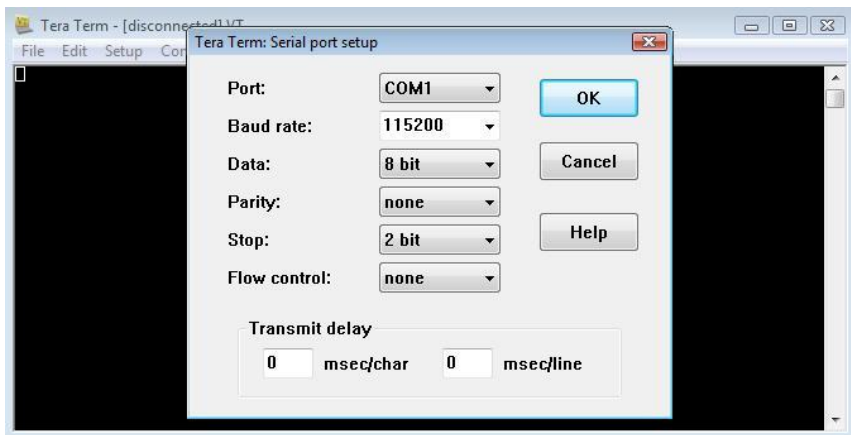 Tera Term - [disconnected] VT
File Edit Setup
Tera Term: Serial port setup
Port: COM1
OK
Baud rate: 115200
Data: 8 bit
Cancel
Parity: none
Stop: 2 bit
Help
Flow control: none
Transmit delay
0 msec/char 0 msec/line